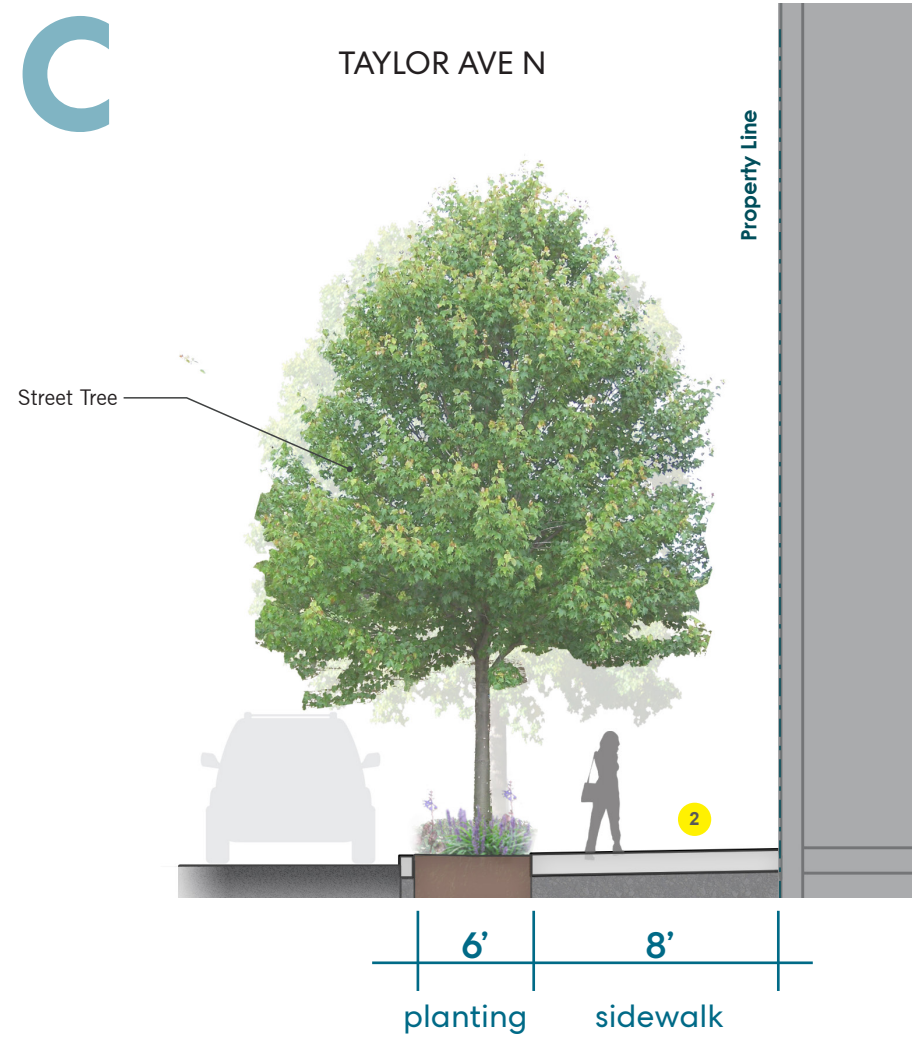 C
TAYLOR AVE N
Property Line
Street Tree
2
6’
8’
planting
sidewalk